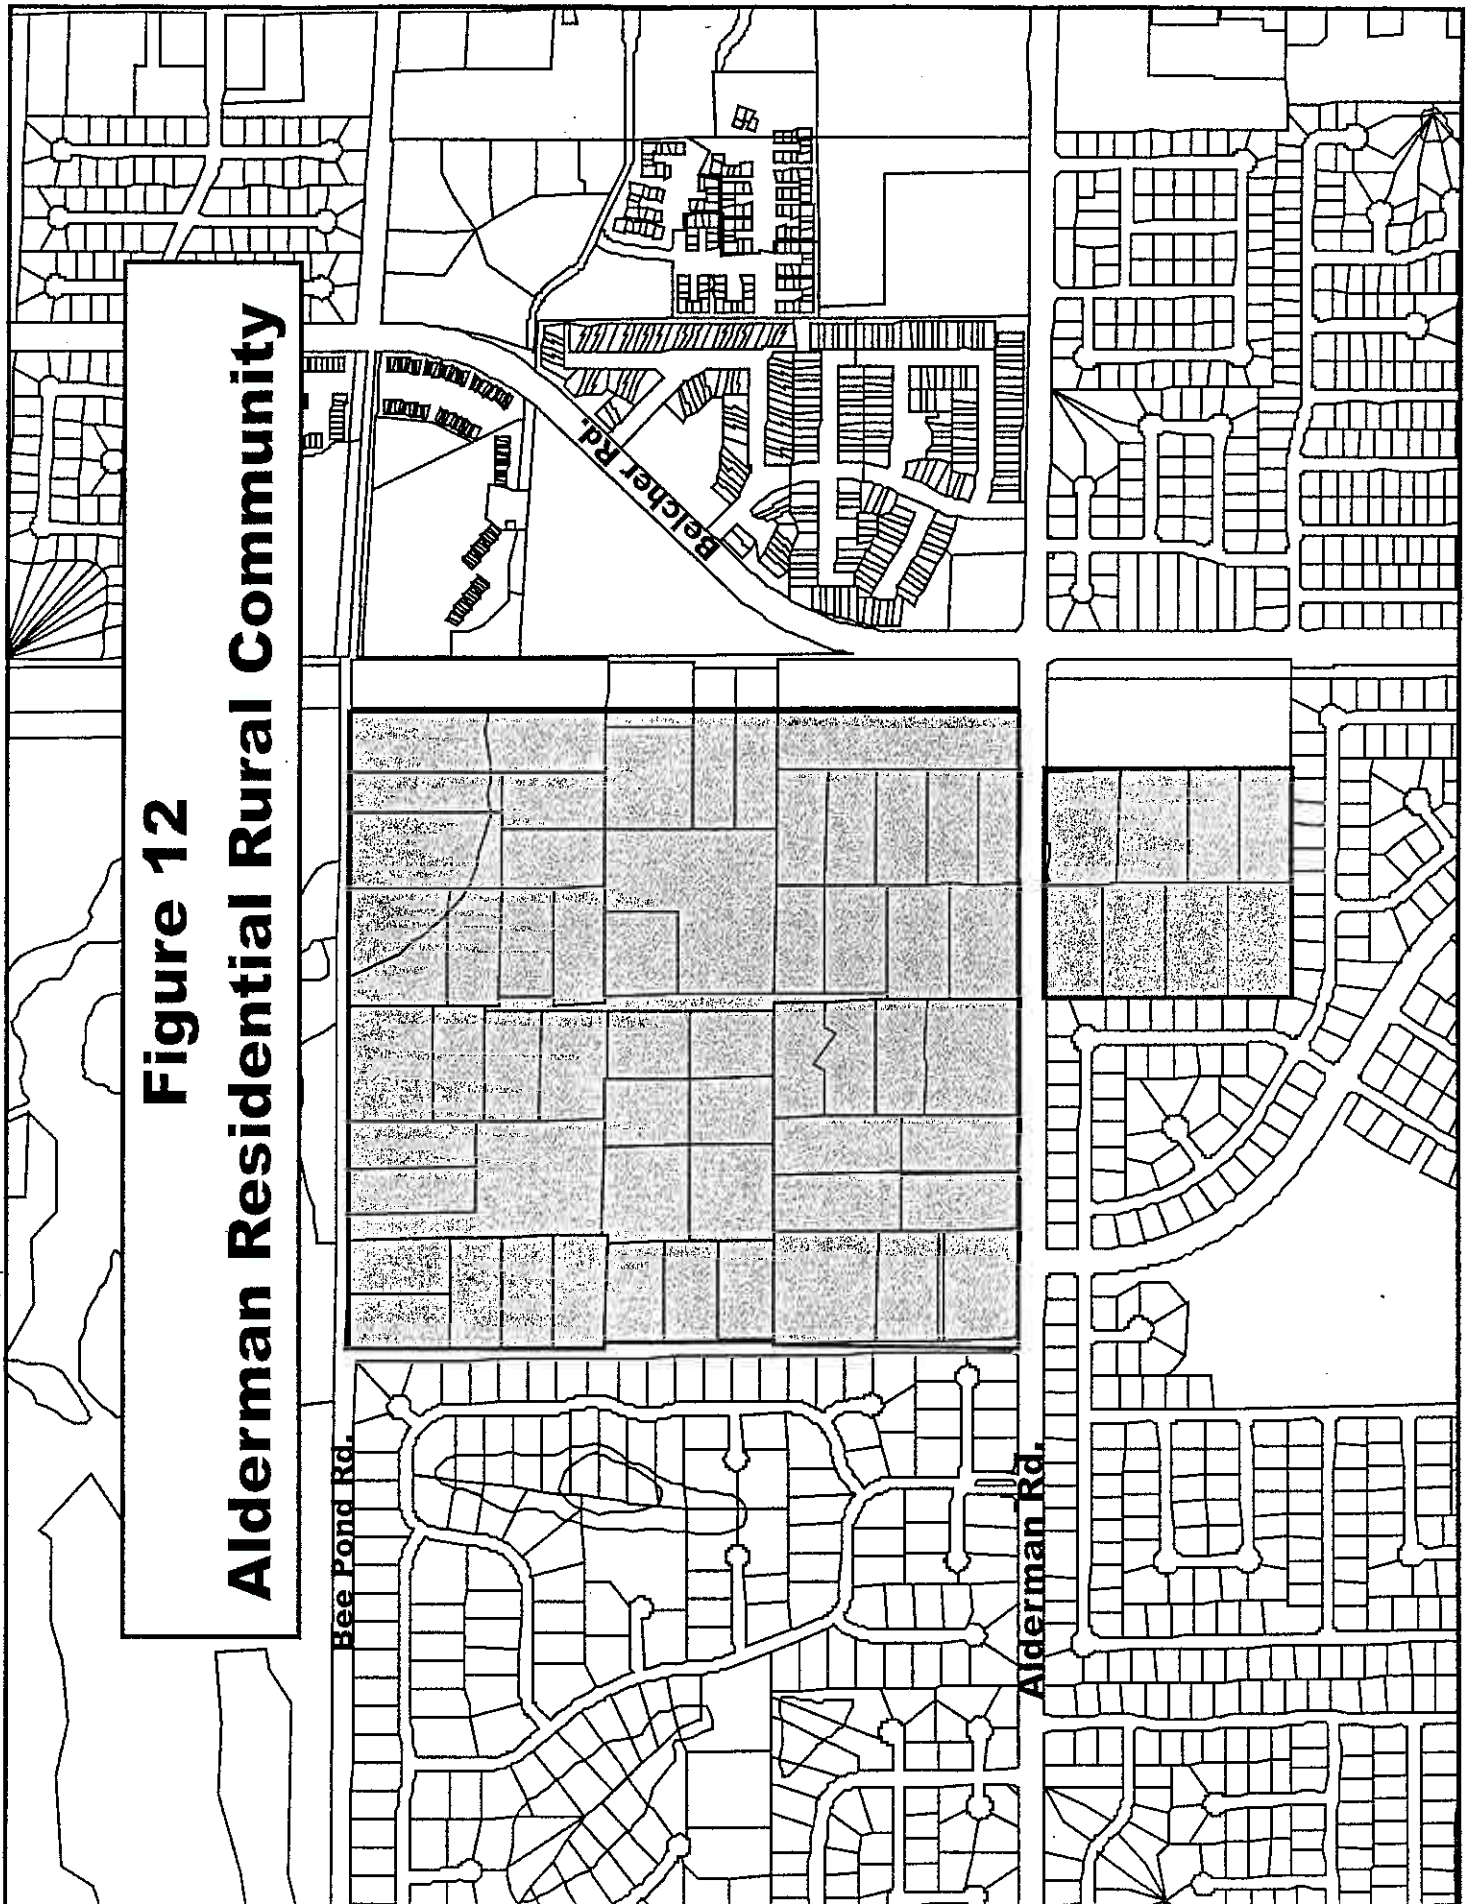 Figure 12
Alderman Residential Rural Community
Bee Pond Rd.
Belcher Rd.
Alderman Rd.